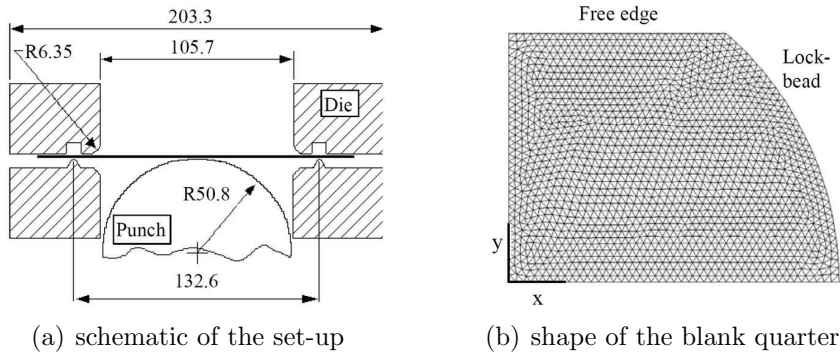 203.3
105.7
R6.35
Die
R50.8
Punch
132.6
(a) schematic of the set-up
Free edge
Lock-
bead
y
x
(b) shape of the blank quarter